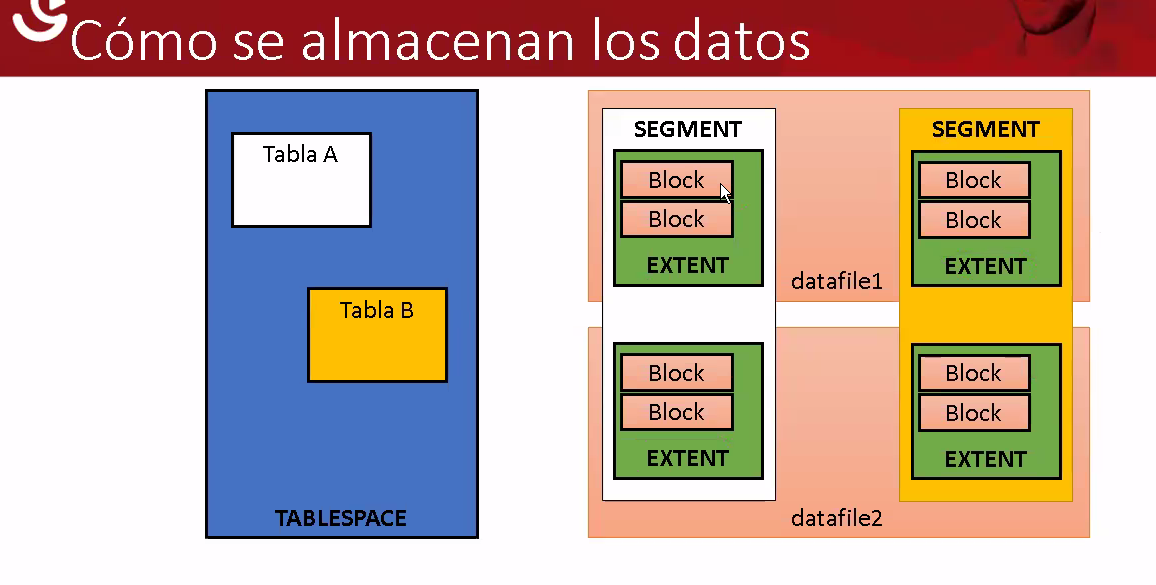 Cómo se almacenan los datos
Tabla A
Tabla B
TABLESPACE
SEGMENT
Block
Block
EXTENT
Block
Block
EXTENT
datafile1
datafile2
SEGMENT
Block
Block
EXTENT
Block
Block
EXTENT